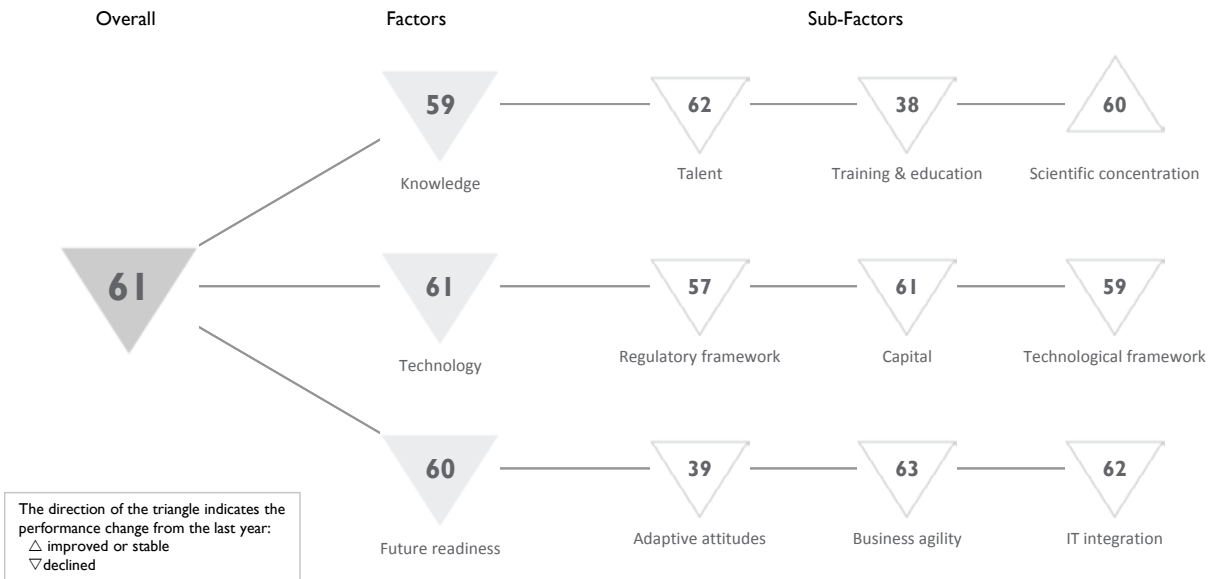 Overall Factors Sub-Factors
59 62 38 60
Knowledge Talent Training & education Scientific concentration
61 61 57 61 59
Technology Regulatory framework Capital Technological framework
60 39 63 62
Future readiness Adaptive attitudes Business agility IT integration
The direction of the triangle indicates the
performance change from the last year:
△ improved or stable
▽declined